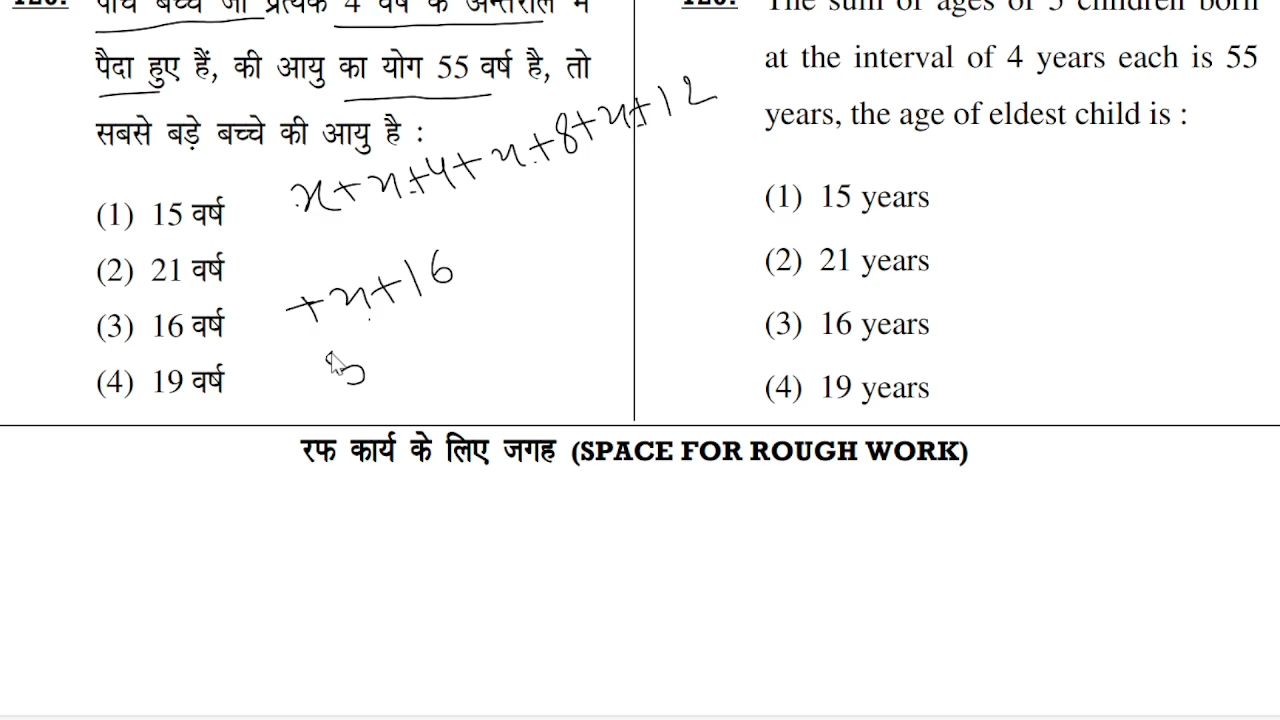 पाँच बच्चे जो प्रत्येक 4 वर्ष के अन्तराल में
पैदा हुए हैं, की आयु का योग 55 वर्ष है, तो
सबसे बड़े बच्चे की आयु है :
(1) 15 वर्ष
(2) 21 वर्ष
(3) 16 वर्ष
(4) 19 वर्ष
x+x+4+x+8+x+12
+x+16
5
The sum of ages of 5 children born
at the interval of 4 years each is 55
years, the age of eldest child is :
(1) 15 years
(2) 21 years
(3) 16 years
(4) 19 years
रफ कार्य के लिए जगह (SPACE FOR ROUGH WORK)